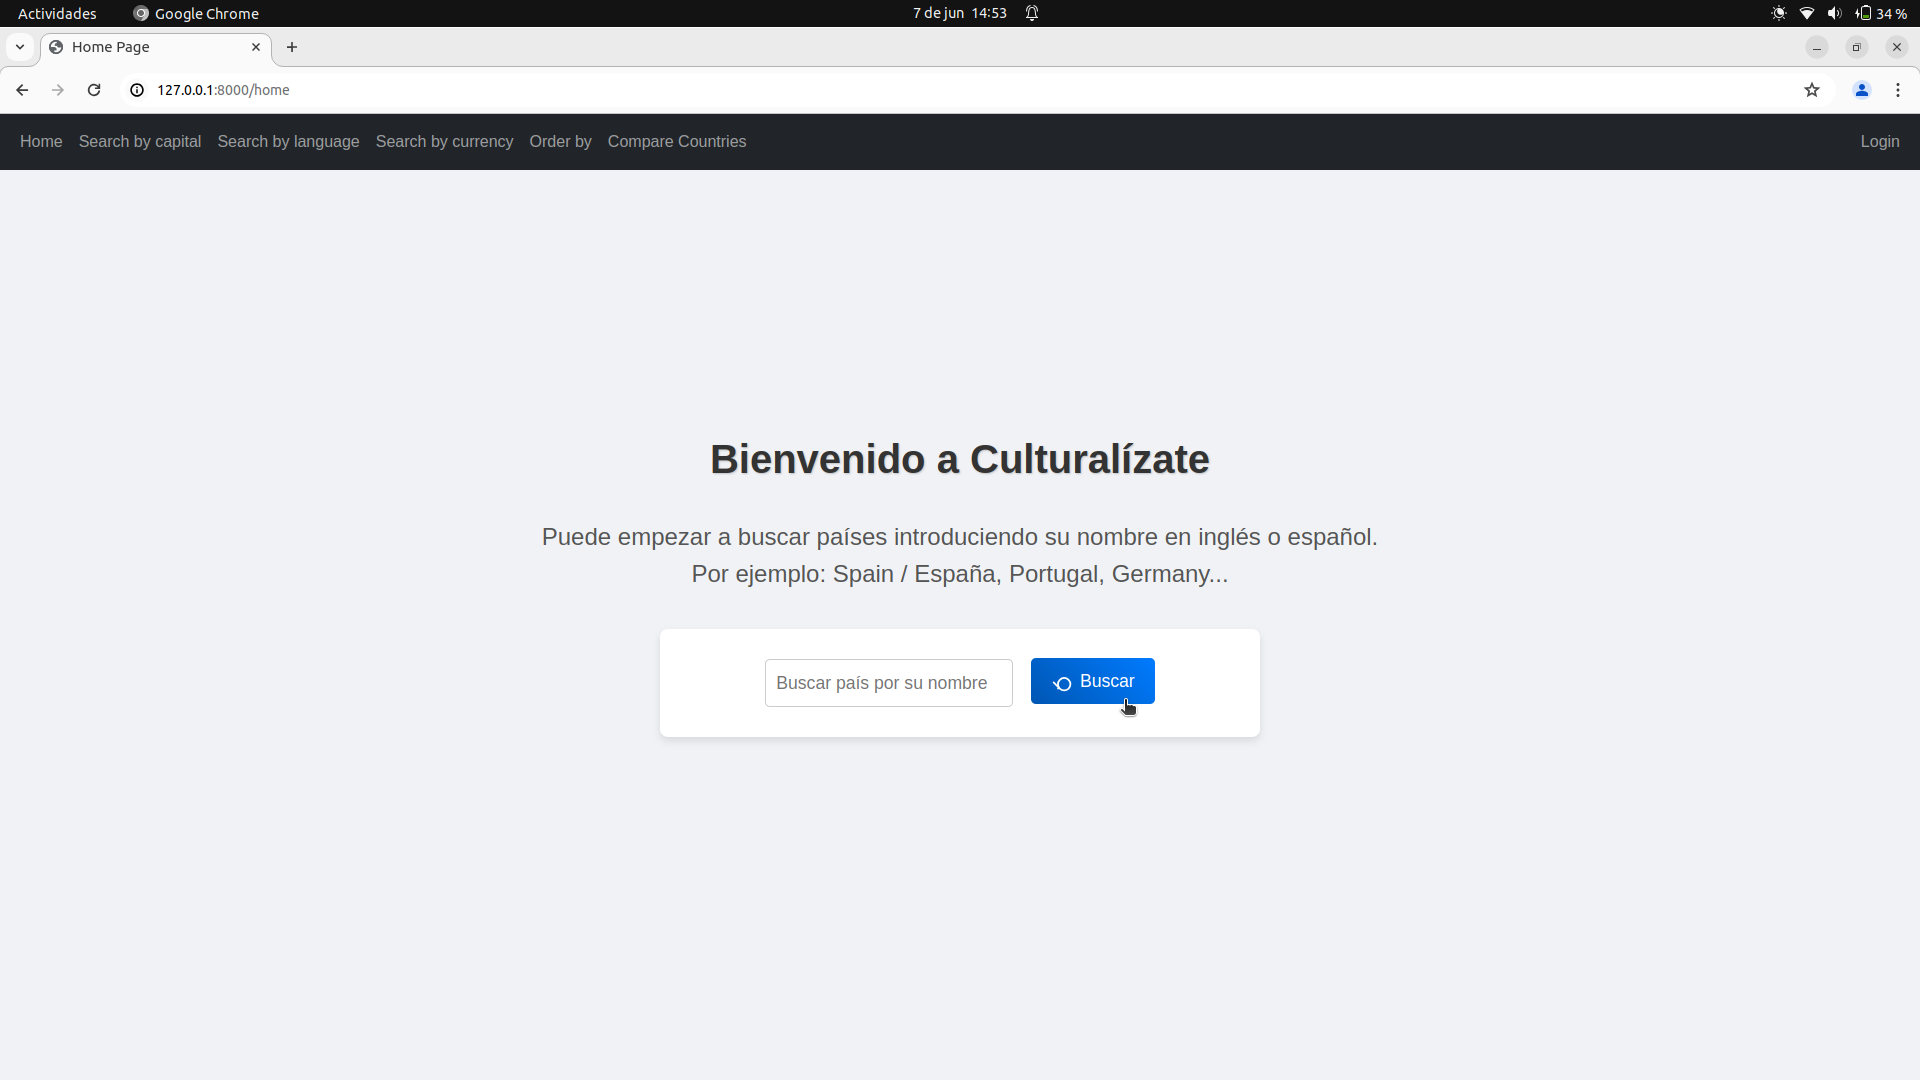 Actividades Google Chrome 7 de jun 14:53 34 %
Home Page
127.0.0.1:8000/home
Home Search by capital Search by language Search by currency Order by Compare Countries Login
Bienvenido a Culturalízate
Puede empezar a buscar países introduciendo su nombre en inglés o español.
Por ejemplo: Spain / España, Portugal, Germany...
Buscar país por su nombre Buscar